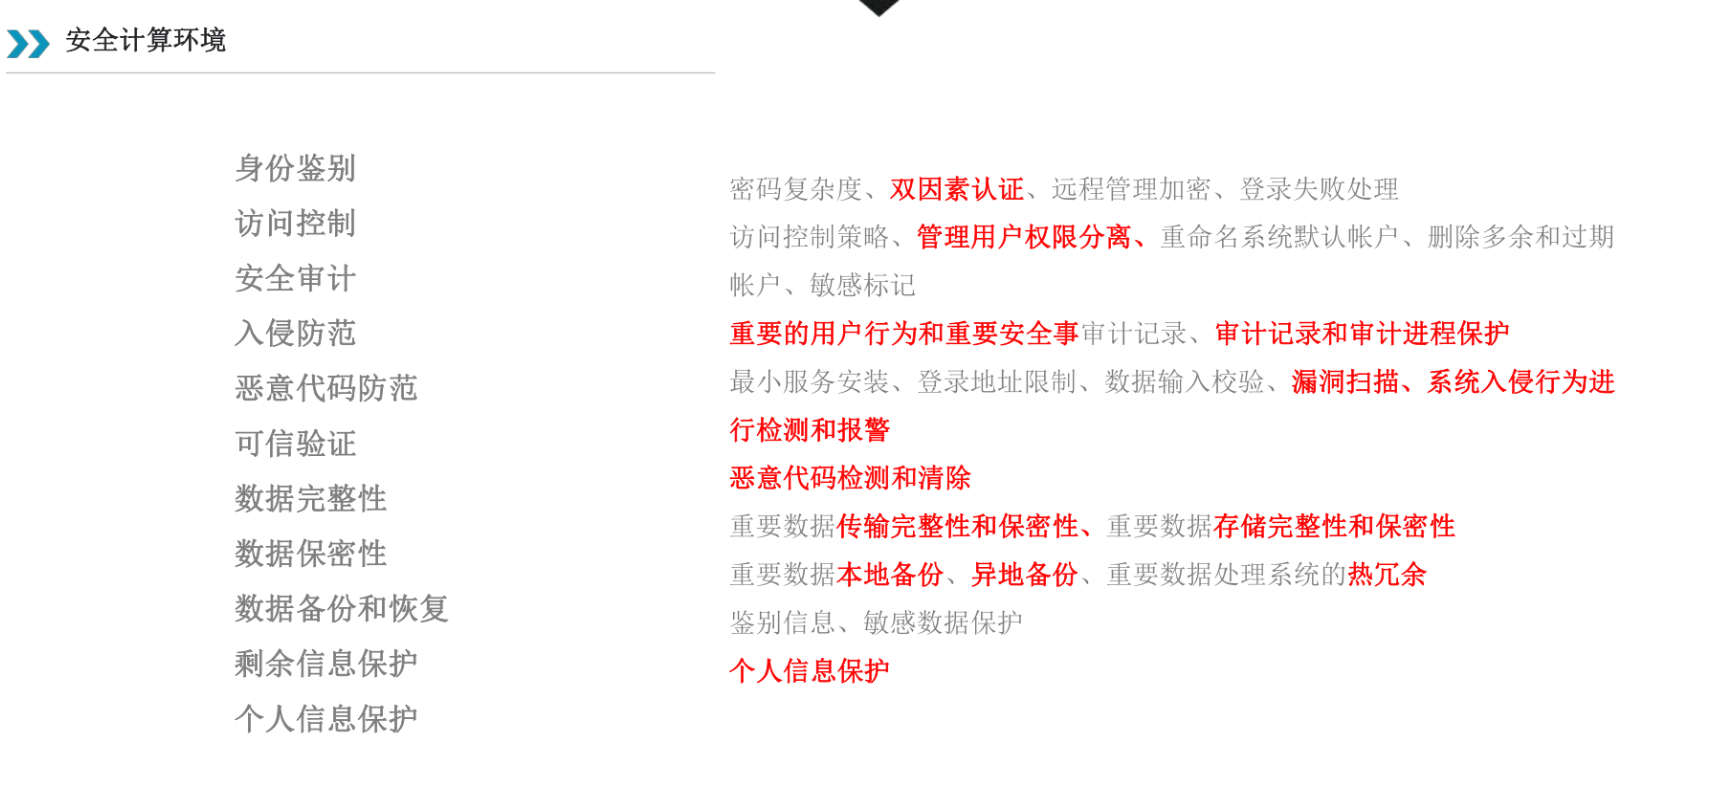 安全计算环境
身份鉴别
访问控制
安全审计
入侵防范
恶意代码防范
可信验证
数据完整性
数据保密性
数据备份和恢复
剩余信息保护
个人信息保护
密码复杂度、双因素认证、远程管理加密、登录失败处理
访问控制策略、管理用户权限分离、重命名系统默认帐户、删除多余和过期
帐户、敏感标记
重要的用户行为和重要安全事审计记录、审计记录和审计进程保护
最小服务安装、登录地址限制、数据输入校验、漏洞扫描、系统入侵行为进
行检测和报警
恶意代码检测和清除
重要数据传输完整性和保密性、重要数据存储完整性和保密性
重要数据本地备份、异地备份、重要数据处理系统的热冗余
鉴别信息、敏感数据保护
个人信息保护